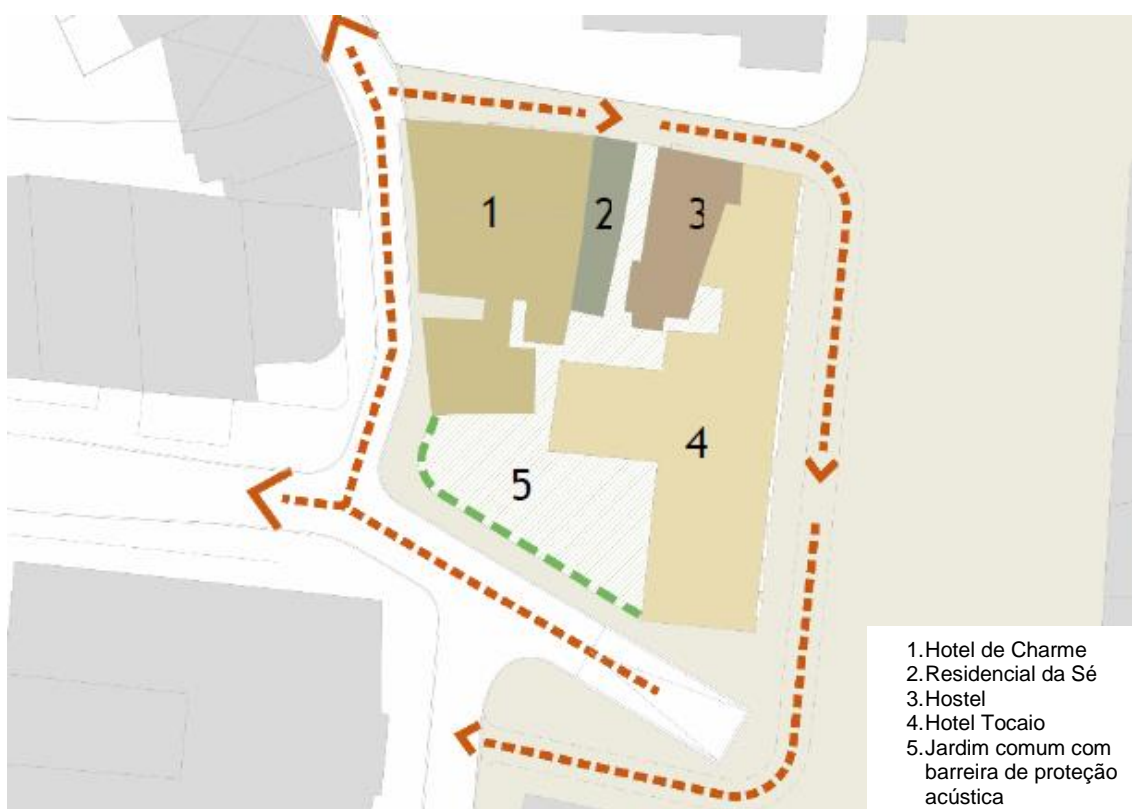 1
2
3
4
5
1.Hotel de Charme
2.Residencial da Sé
3.Hostel
4.Hotel Tocaio
5.Jardim comum com
barreira de proteção
acústica